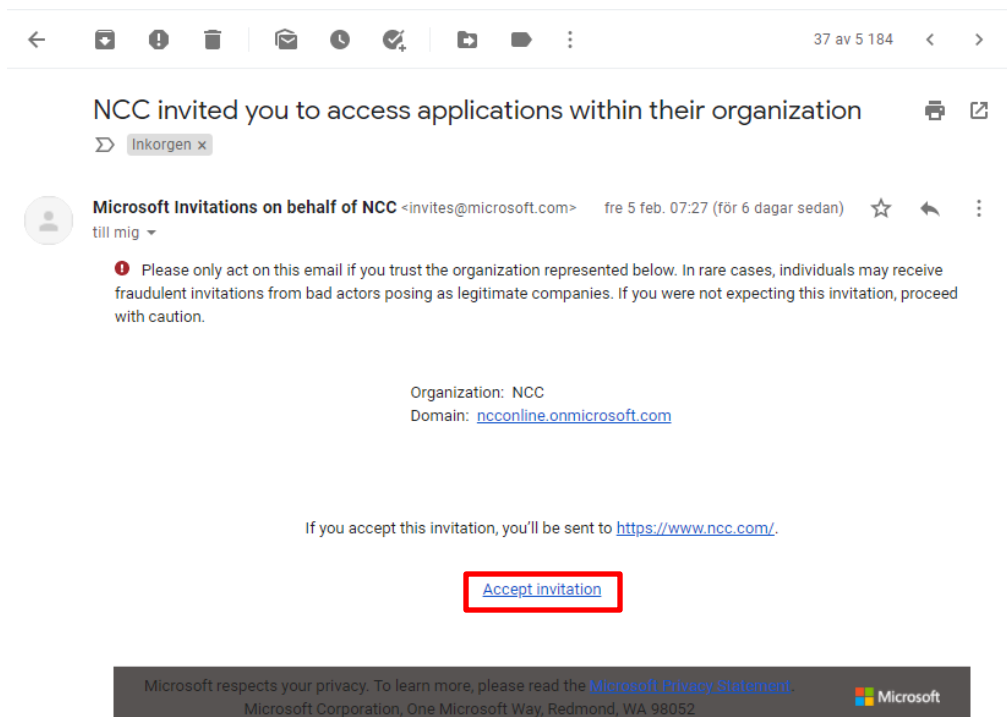 37 av 5 184
NCC invited you to access applications within their organization
Inkorgen x
Microsoft Invitations on behalf of NCC <invites@microsoft.com> fre 5 feb. 07:27 (för 6 dagar sedan)
till mig
Please only act on this email if you trust the organization represented below. In rare cases, individuals may receive
fraudulent invitations from bad actors posing as legitimate companies. If you were not expecting this invitation, proceed
with caution.
Organization: NCC
Domain: ncconline.onmicrosoft.com
If you accept this invitation, you'll be sent to https://www.ncc.com/.
Accept invitation
Microsoft respects your privacy. To learn more, please read the Microsoft Privacy Statement.
Microsoft Corporation, One Microsoft Way, Redmond, WA 98052
Microsoft